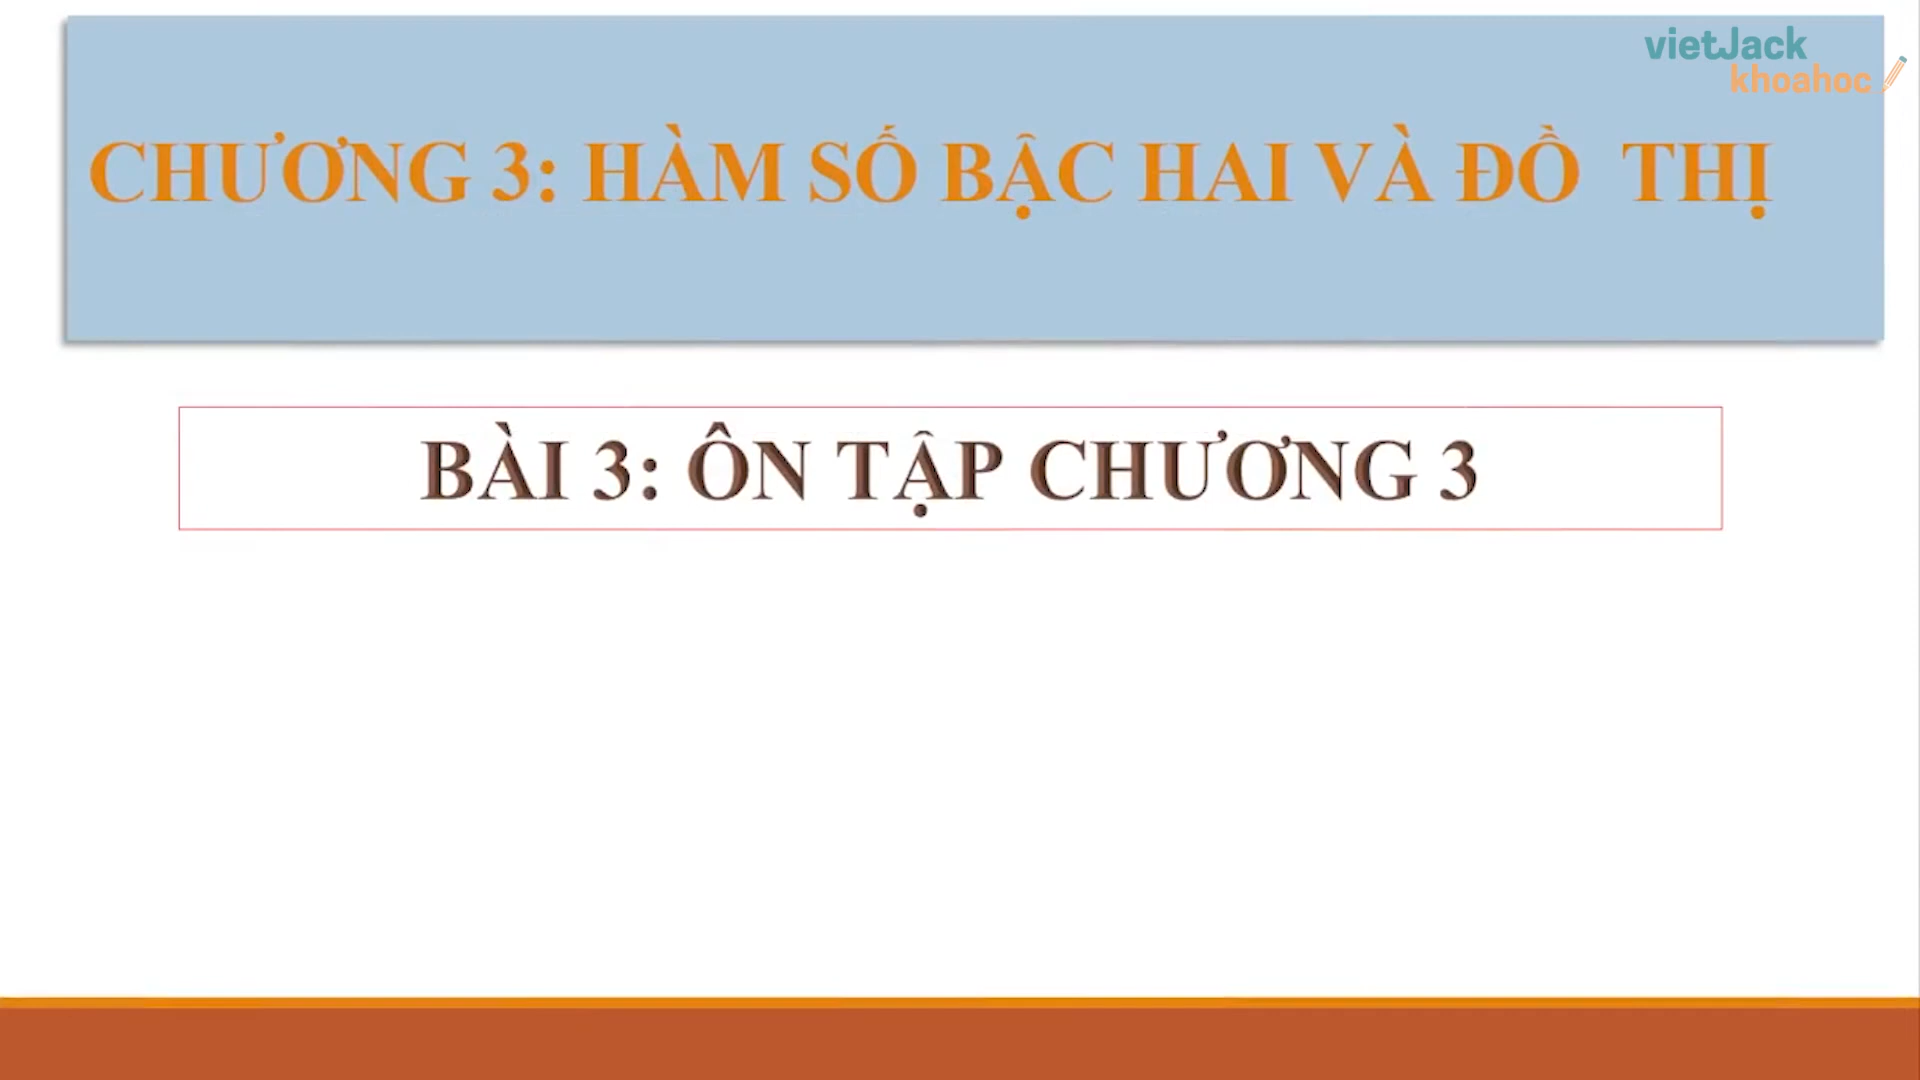 vietJack
khoahoc
CHƯƠNG 3: HÀM SỐ BẬC HAI VÀ ĐỒ THỊ
BÀI 3: ÔN TẬP CHƯƠNG 3